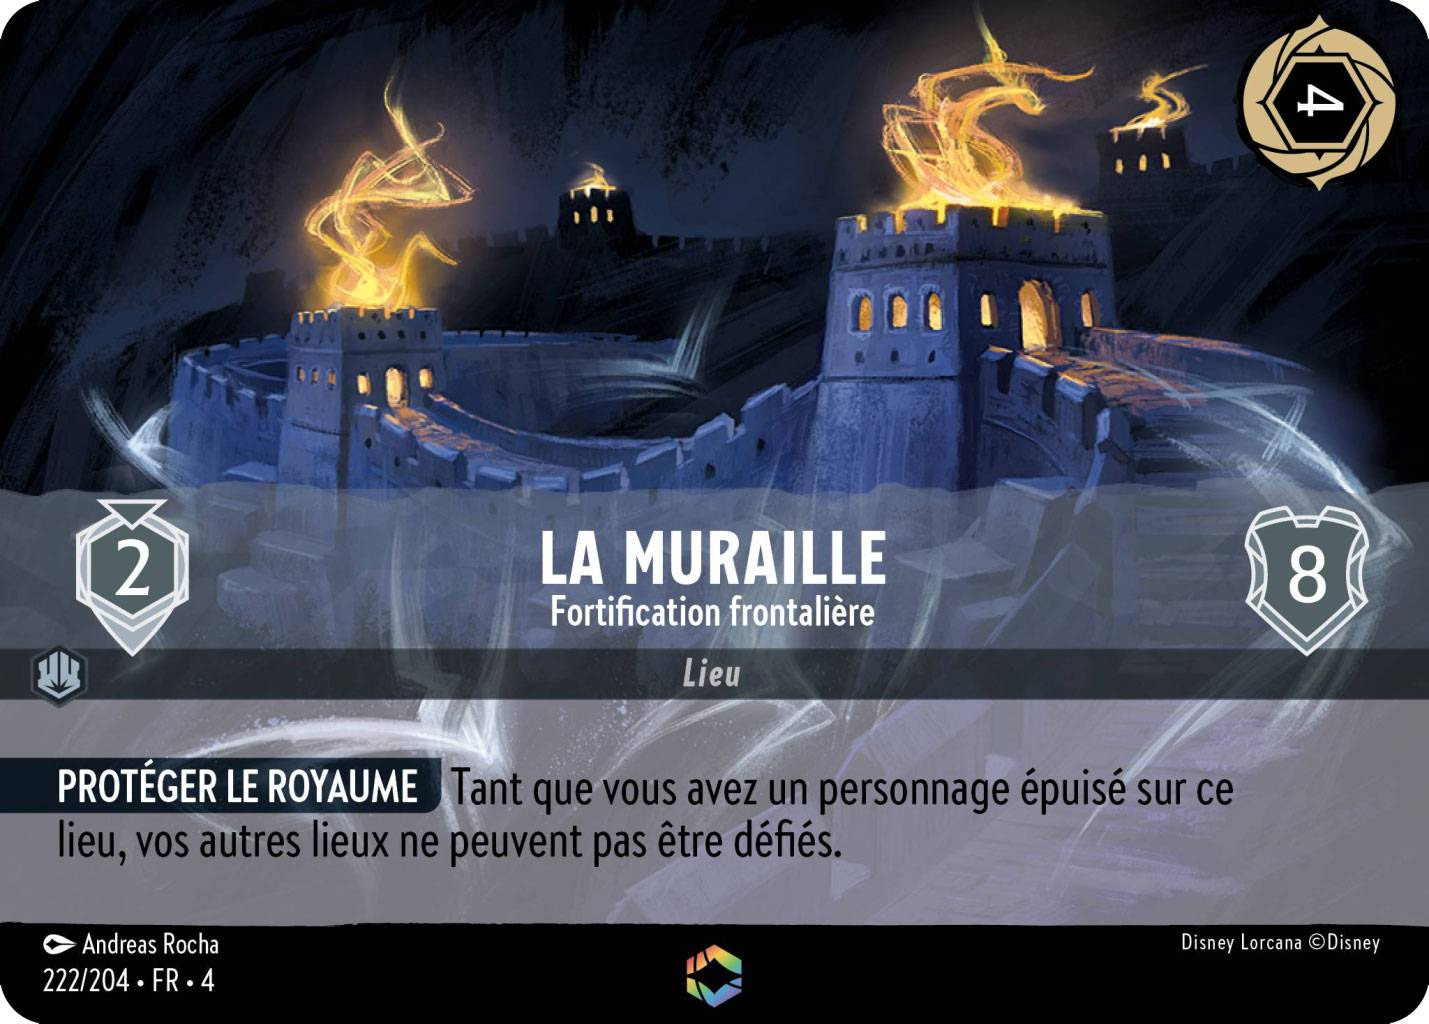 4
2
LA MURAILLE
Fortification frontalière
8
Lieu
PROTÉGER LE ROYAUME Tant que vous avez un personnage épuisé sur ce
lieu, vos autres lieux ne peuvent pas être défiés.
Andreas Rocha
222/204 • FR • 4
Disney Lorcana ©Disney